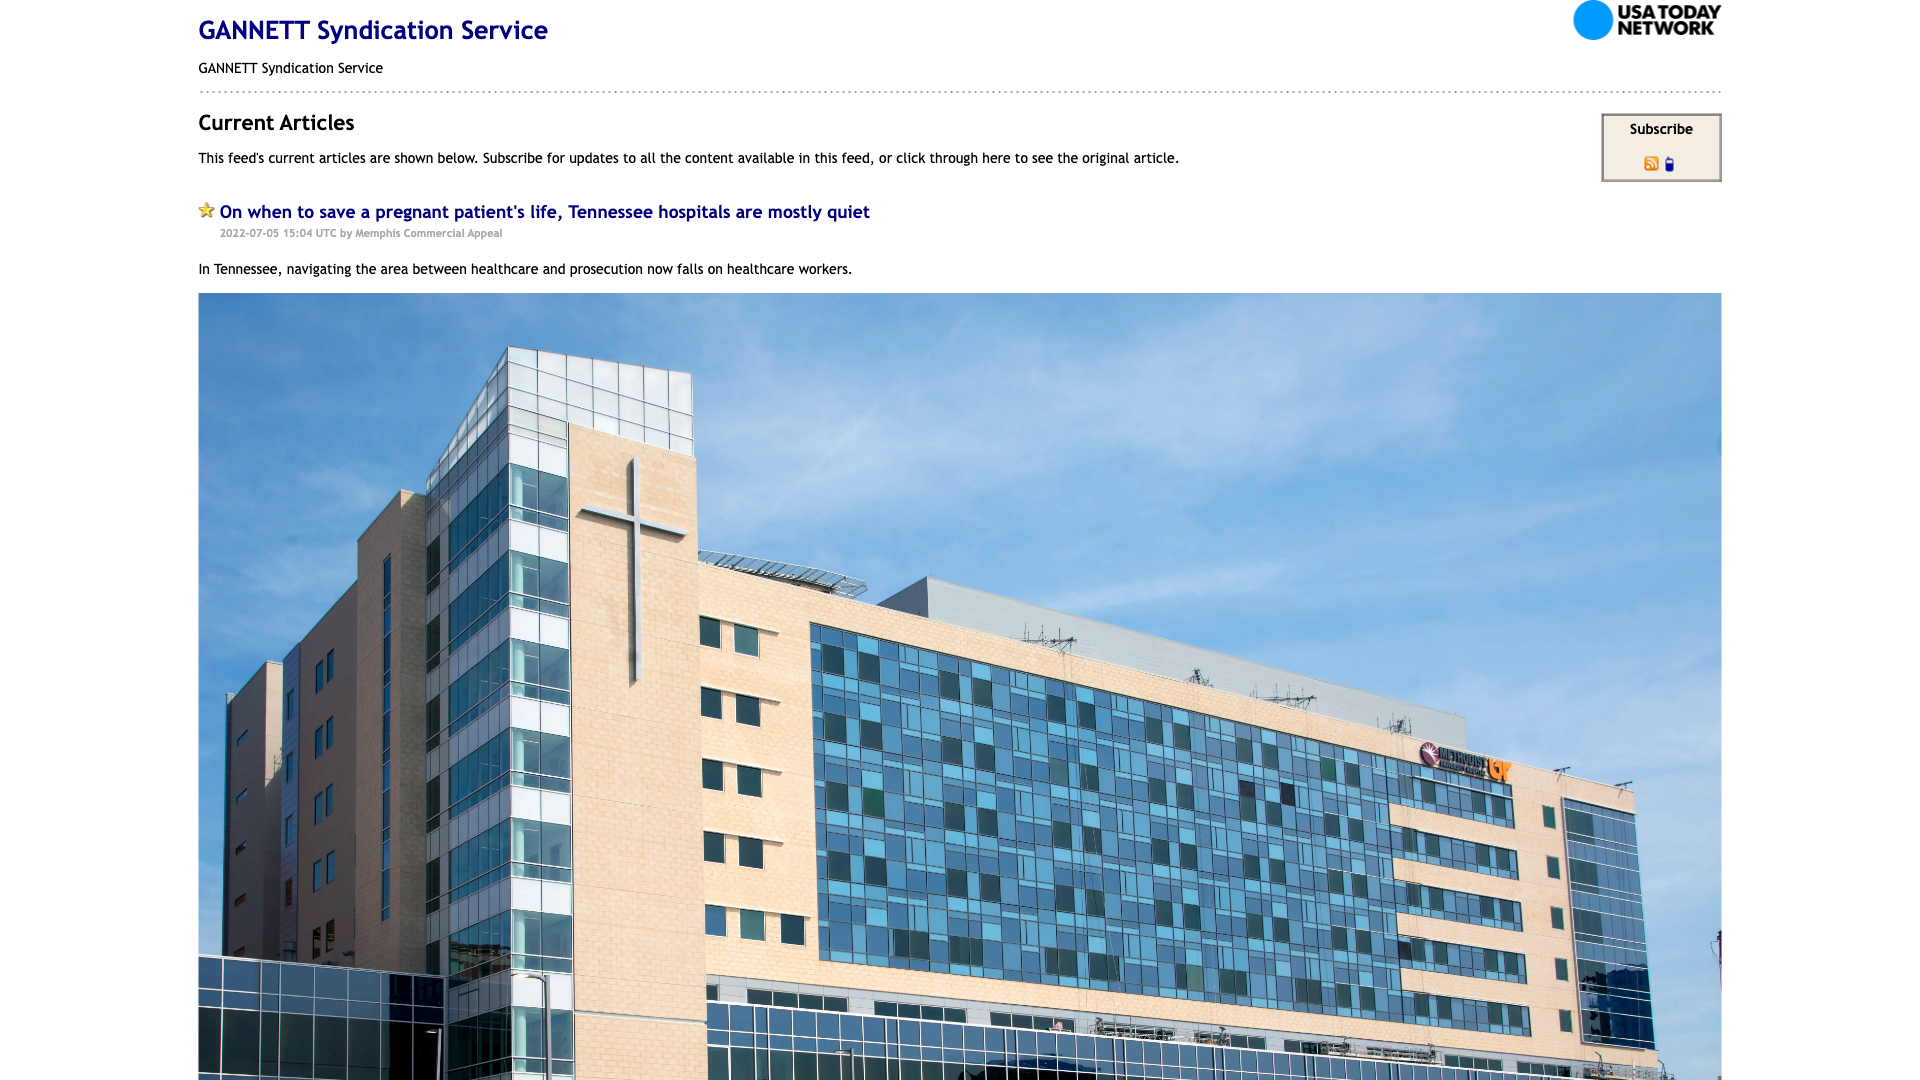 GANNETT Syndication Service
USA TODAY
NETWORK
GANNETT Syndication Service
Current Articles
Subscribe
This feed's current articles are shown below. Subscribe for updates to all the content available in this feed, or click through here to see the original article.
On when to save a pregnant patient's life, Tennessee hospitals are mostly quiet
2022-07-05 15:04 UTC by Memphis Commercial Appeal
In Tennessee, navigating the area between healthcare and prosecution now falls on healthcare workers.
METHODIST